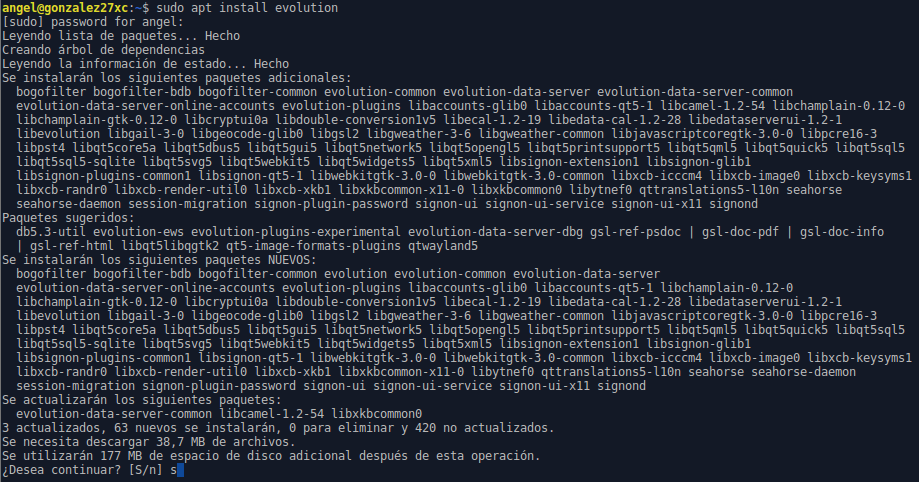 angel@gonzalez27xc:~$ sudo apt install evolution
[sudo] password for angel:
Leyendo lista de paquetes... Hecho
Creando árbol de dependencias
Leyendo la información de estado... Hecho
Se instalarán los siguientes paquetes adicionales:
bogofilter bogofilter-bdb bogofilter-common evolution-common evolution-data-server evolution-data-server-common
evolution-data-server-online-accounts evolution-plugins libaccounts-glib0 libaccounts-qt5-1 libcamel-1.2-54 libchamplain-0.12-0
libchamplain-gtk-0.12-0 libcryptui0a libdouble-conversion1v5 libecal-1.2-19 libedata-cal-1.2-28 libedataserverui-1.2-1
libevolution libgail-3-0 libgeocode-glib0 libgsl2 libgweather-3-6 libgweather-common libjavascriptcoregtk-3.0-0 libpcre16-3
libpst4 libqt5core5a libqt5dbus5 libqt5gui5 libqt5network5 libqt5opengl5 libqt5printsupport5 libqt5qml5 libqt5quick5 libqt5sql5
libqt5sql5-sqlite libqt5svg5 libqt5webkit5 libqt5widgets5 libqt5xml5 libsignon-extension1 libsignon-glib1
libsignon-plugins-common1 libsignon-qt5-1 libwebkitgtk-3.0-0 libwebkitgtk-3.0-common libxcb-icccm4 libxcb-image0 libxcb-keysyms1
libxcb-randr0 libxcb-render-util0 libxcb-xkb1 libxkbcommon-x11-0 libxkbcommon0 libytnef0 qttranslations5-l10n seahorse
seahorse-daemon session-migration signon-plugin-password signon-ui signon-ui-service signon-ui-x11 signond
Paquetes sugeridos:
db5.3-util evolution-ews evolution-plugins-experimental evolution-data-server-dbg gsl-ref-psdoc | gsl-doc-pdf | gsl-doc-info
| gsl-ref-html libqt5libqgtk2 qt5-image-formats-plugins qtwayland5
Se instalarán los siguientes paquetes NUEVOS:
bogofilter bogofilter-bdb bogofilter-common evolution evolution-common evolution-data-server
evolution-data-server-online-accounts evolution-plugins libaccounts-glib0 libaccounts-qt5-1 libchamplain-0.12-0
libchamplain-gtk-0.12-0 libcryptui0a libdouble-conversion1v5 libecal-1.2-19 libedata-cal-1.2-28 libedataserverui-1.2-1
libevolution libgail-3-0 libgeocode-glib0 libgsl2 libgweather-3-6 libgweather-common libjavascriptcoregtk-3.0-0 libpcre16-3
libpst4 libqt5core5a libqt5dbus5 libqt5gui5 libqt5network5 libqt5opengl5 libqt5printsupport5 libqt5qml5 libqt5quick5 libqt5sql5
libqt5sql5-sqlite libqt5svg5 libqt5webkit5 libqt5widgets5 libqt5xml5 libsignon-extension1 libsignon-glib1
libsignon-plugins-common1 libsignon-qt5-1 libwebkitgtk-3.0-0 libwebkitgtk-3.0-common libxcb-icccm4 libxcb-image0 libxcb-keysyms1
libxcb-randr0 libxcb-render-util0 libxcb-xkb1 libxkbcommon-x11-0 libytnef0 qttranslations5-l10n seahorse seahorse-daemon
session-migration signon-plugin-password signon-ui signon-ui-service signon-ui-x11 signond
Se actualizarán los siguientes paquetes:
evolution-data-server-common libcamel-1.2-54 libxkbcommon0
3 actualizados, 63 nuevos se instalarán, 0 para eliminar y 420 no actualizados.
Se necesita descargar 38,7 MB de archivos.
Se utilizarán 177 MB de espacio de disco adicional después de esta operación.
¿Desea continuar? [S/n] s